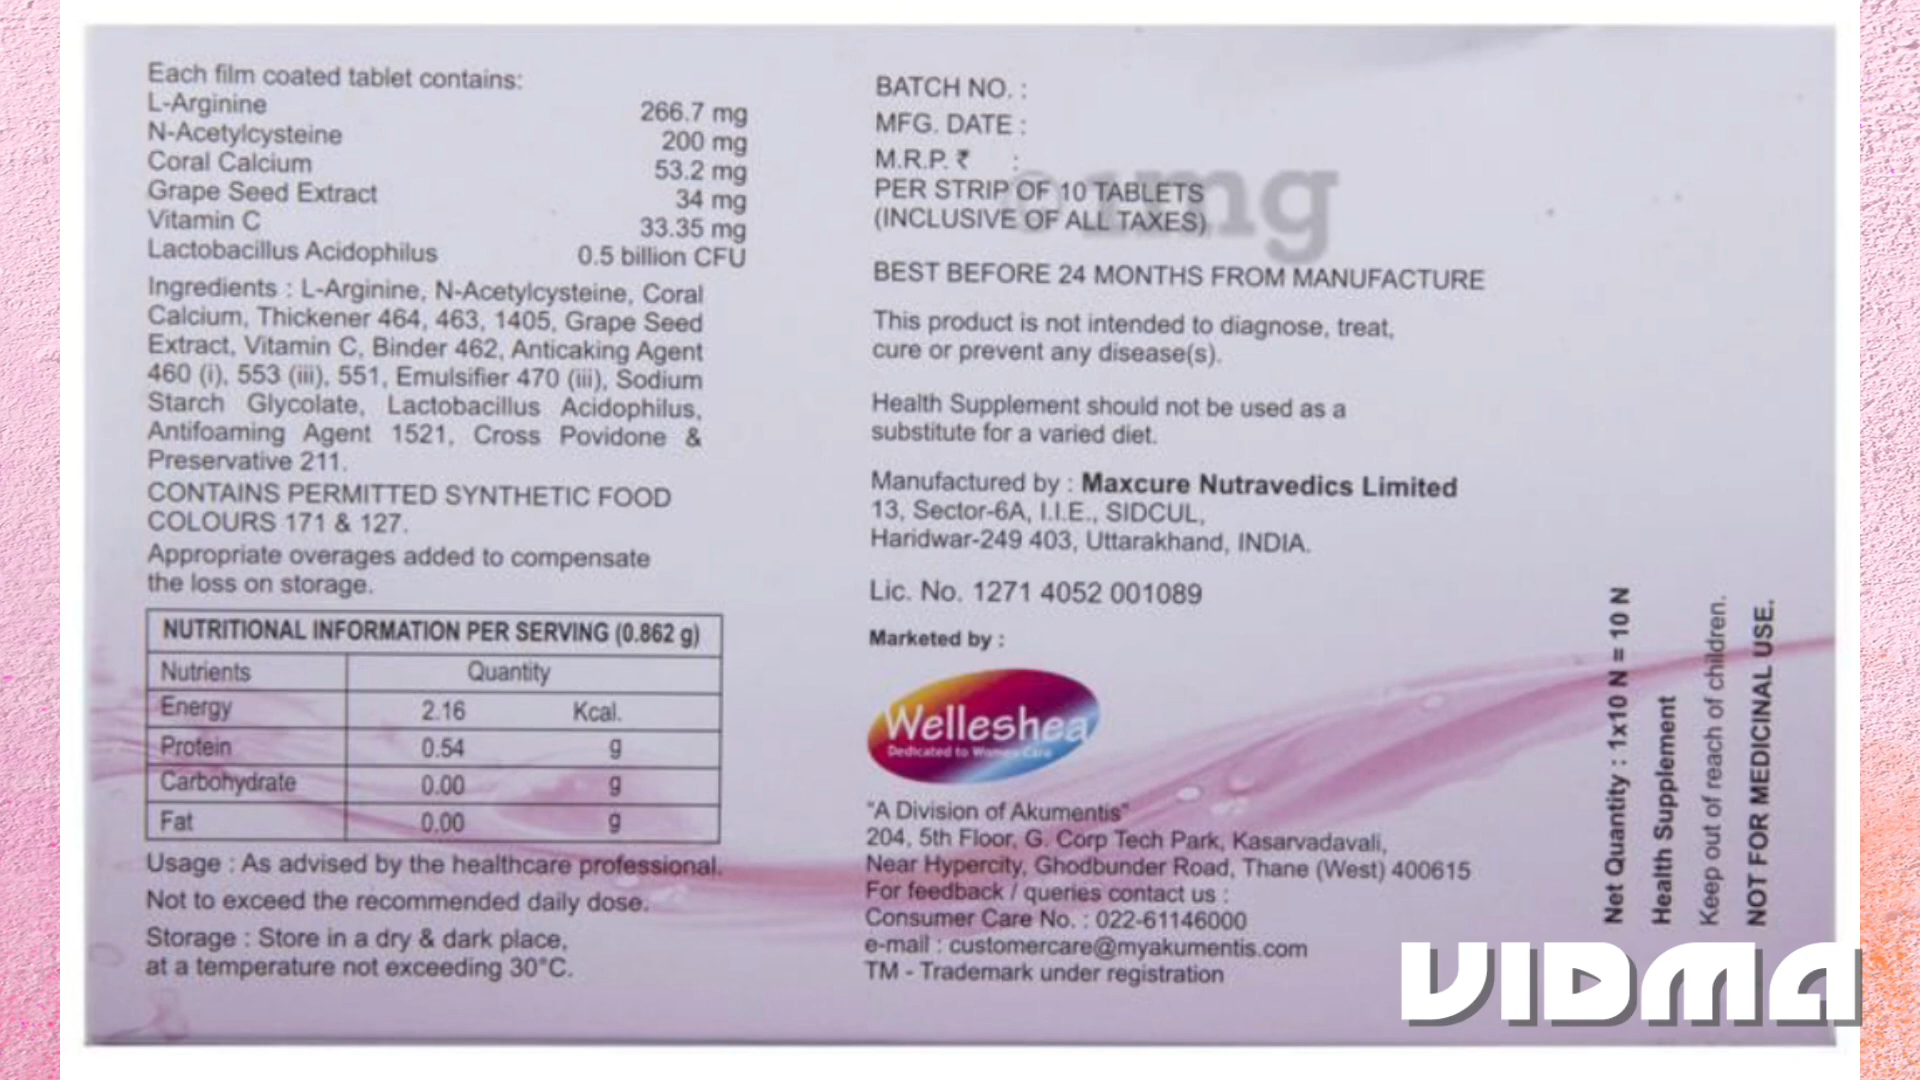 Each film coated tablet contains:
L-Arginine 266.7 mg
N-Acetylcysteine 200 mg
Coral Calcium 53.2 mg
Grape Seed Extract 34 mg
Vitamin C 33.35 mg
Lactobacillus Acidophilus 0.5 billion CFU
Ingredients : L-Arginine, N-Acetylcysteine, Coral
Calcium, Thickener 464, 463, 1405, Grape Seed
Extract, Vitamin C, Binder 462, Anticaking Agent
460 (i), 553 (iii), 551, Emulsifier 470 (iii), Sodium
Starch Glycolate, Lactobacillus Acidophilus,
Antifoaming Agent 1521, Cross Povidone &
Preservative 211.
CONTAINS PERMITTED SYNTHETIC FOOD
COLOURS 171 & 127.
Appropriate overages added to compensate
the loss on storage.
NUTRITIONAL INFORMATION PER SERVING (0.862 g)
Nutrients Quantity
Energy 2.16 Kcal.
Protein 0.54 g
Carbohydrate 0.00 g
Fat 0.00 g
Usage : As advised by the healthcare professional.
Not to exceed the recommended daily dose.
Storage : Store in a dry & dark place,
at a temperature not exceeding 30°C.
BATCH NO. :
MFG. DATE :
M.R.P. ₹ :
PER STRIP OF 10 TABLETS
(INCLUSIVE OF ALL TAXES)
1mg
BEST BEFORE 24 MONTHS FROM MANUFACTURE
This product is not intended to diagnose, treat,
cure or prevent any disease(s).
Health Supplement should not be used as a
substitute for a varied diet.
Manufactured by : Maxcure Nutravedics Limited
13, Sector-6A, I.I.E., SIDCUL,
Haridwar-249 403, Uttarakhand, INDIA.
Lic. No. 1271 4052 001089
Marketed by :
Welleshea
Dedicated to Women Care
"A Division of Akumentis"
204, 5th Floor, G. Corp Tech Park, Kasarvadavali,
Near Hypercity, Ghodbunder Road, Thane (West) 400615
For feedback / queries contact us :
Consumer Care No. : 022-61146000
e-mail : customercare@myakumentis.com
TM - Trademark under registration
Net Quantity : 1x10 N = 10 N
Health Supplement
Keep out of reach of children.
NOT FOR MEDICINAL USE.
VIDMA